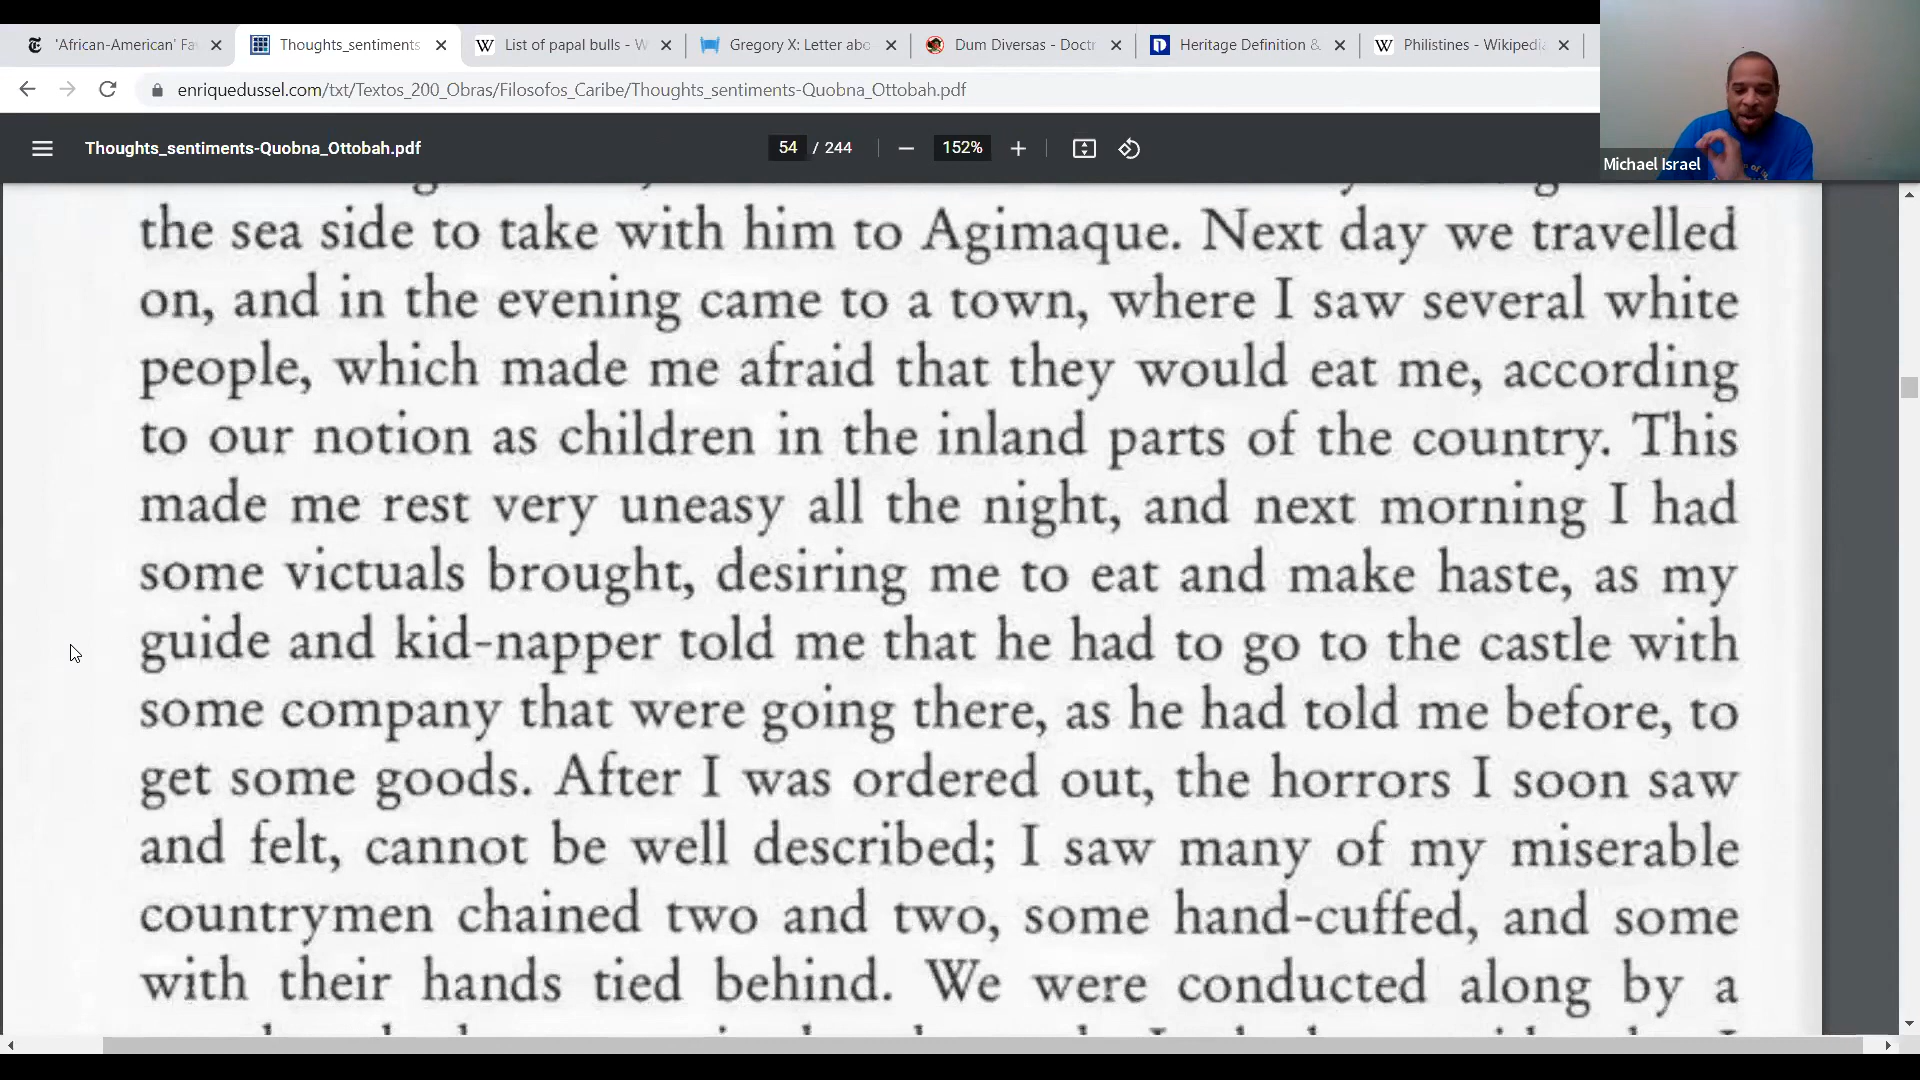 'African-American' Fa
Thoughts_sentiments
List of papal bulls - W
Gregory X: Letter abo
Dum Diversas - Doctr
Heritage Definition &
Philistines - Wikipedia
enriquedussel.com/txt/Textos_200_Obras/Filosofos_Caribe/Thoughts_sentiments-Quobna_Ottobah.pdf
Thoughts_sentiments-Quobna_Ottobah.pdf
54 / 244
152%
Michael Israel
the sea side to take with him to Agimaque. Next day we travelled
on, and in the evening came to a town, where I saw several white
people, which made me afraid that they would eat me, according
to our notion as children in the inland parts of the country. This
made me rest very uneasy all the night, and next morning I had
some victuals brought, desiring me to eat and make haste, as my
guide and kid-napper told me that he had to go to the castle with
some company that were going there, as he had told me before, to
get some goods. After I was ordered out, the horrors I soon saw
and felt, cannot be well described; I saw many of my miserable
countrymen chained two and two, some hand-cuffed, and some
with their hands tied behind. We were conducted along by a